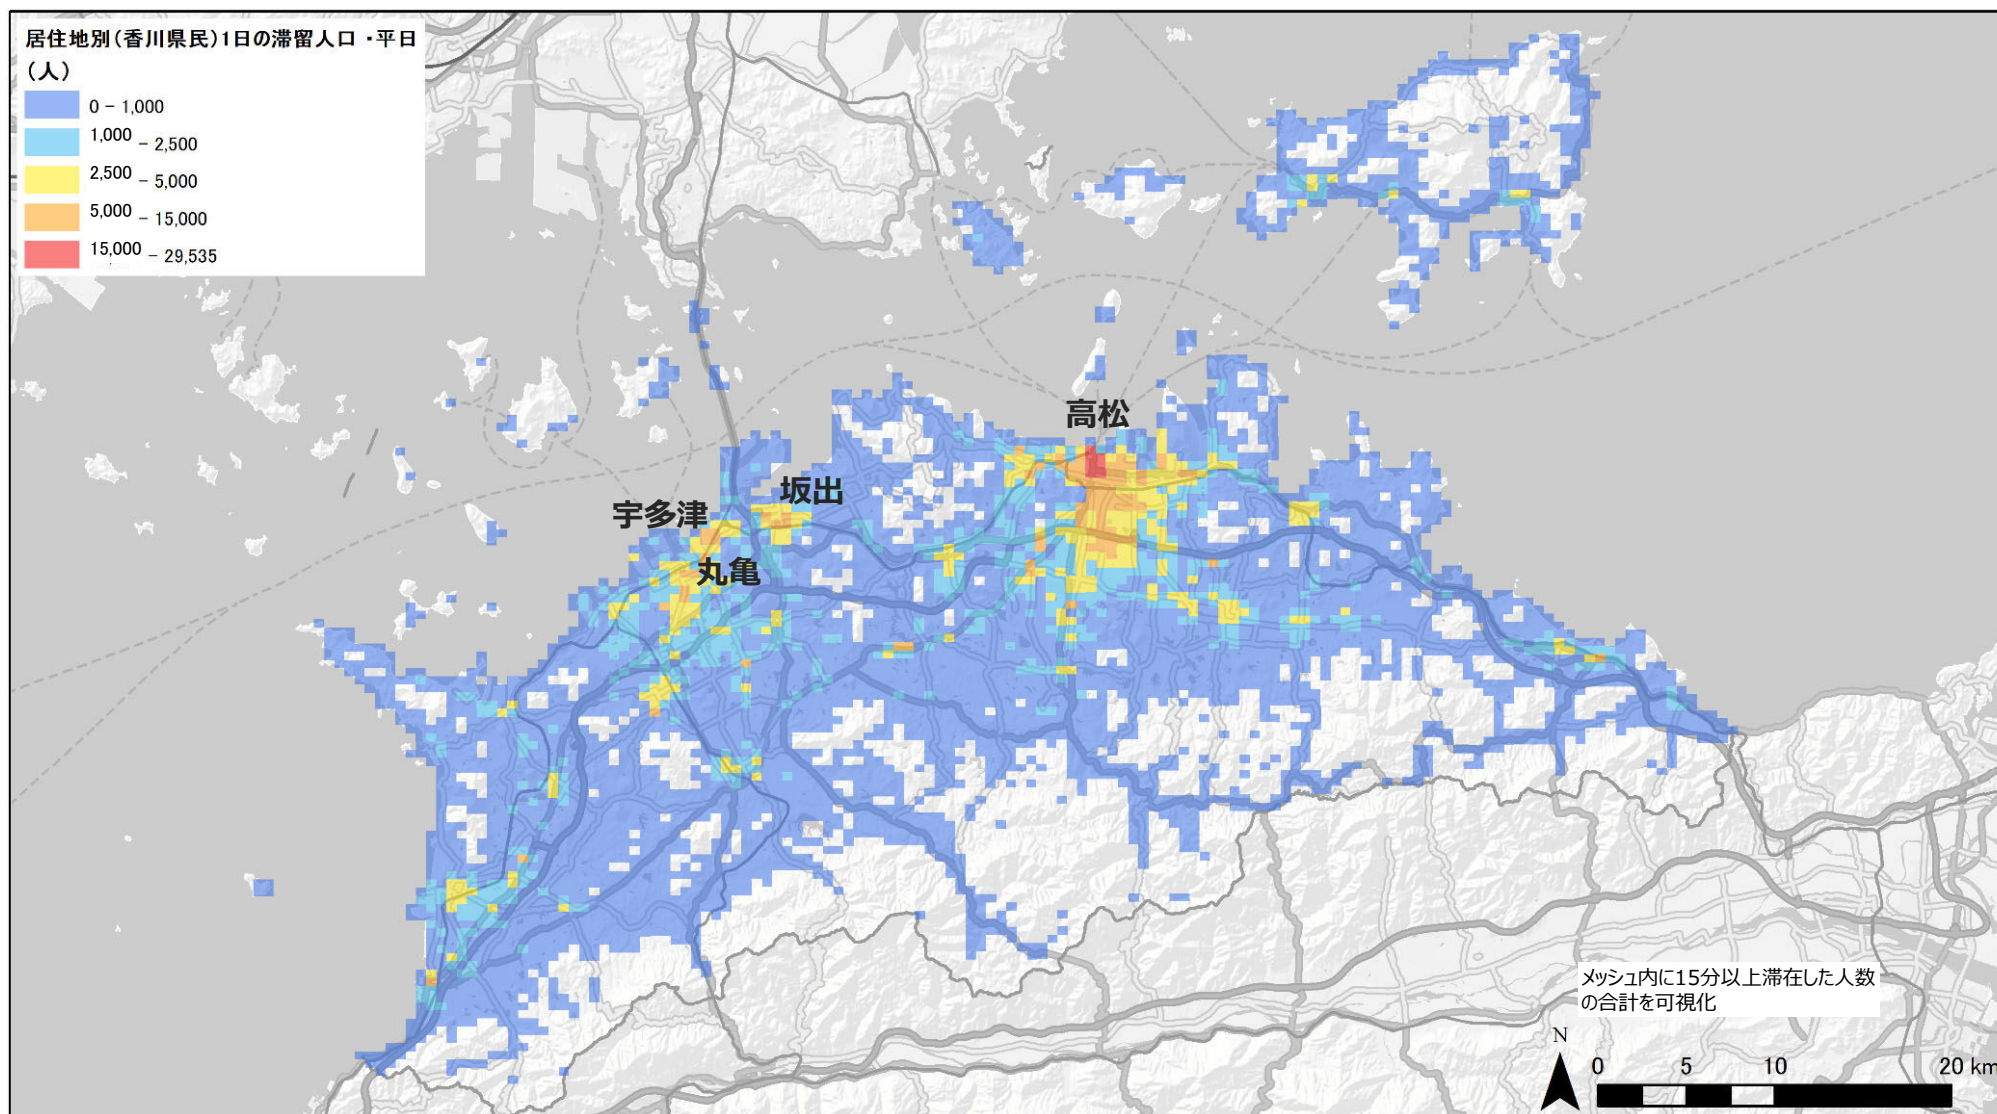 居住地別(香川県民)1日の滞留人口・平日
(人)
0 - 1,000
1,000 - 2,500
2,500 - 5,000
5,000 - 15,000
15,000 - 29,535
高松
坂出
宇多津
丸亀
メッシュ内に15分以上滞在した人数
の合計を可視化
N
0 5 10 20 km